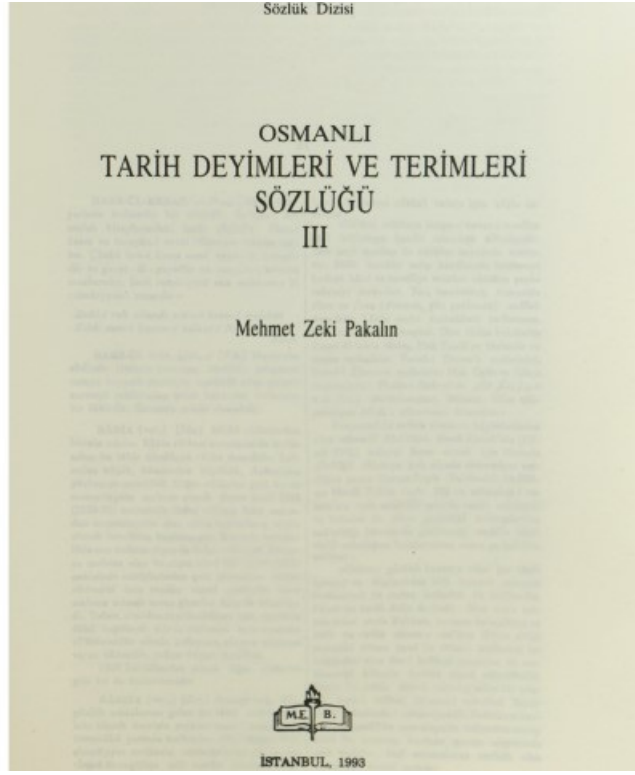 Sözlük Dizisi
OSMANLI
TARİH DEYİMLERİ VE TERİMLERİ
SÖZLÜĞÜ
III
Mehmet Zeki Pakalın
M.E. B.
İSTANBUL, 1993